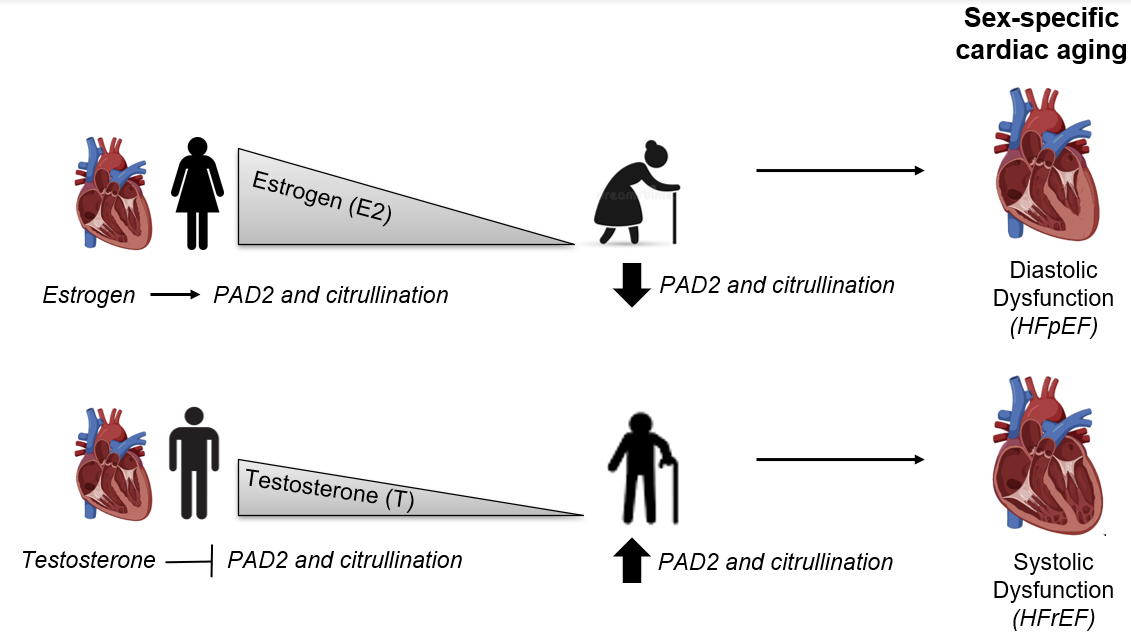 Sex-specific
cardiac aging
Estrogen (E2)
Estrogen
PAD2 and citrullination
PAD2 and citrullination
Diastolic
Dysfunction
(HFpEF)
Testosterone (T)
Testosterone
PAD2 and citrullination
PAD2 and citrullination
Systolic
Dysfunction
(HFrEF)